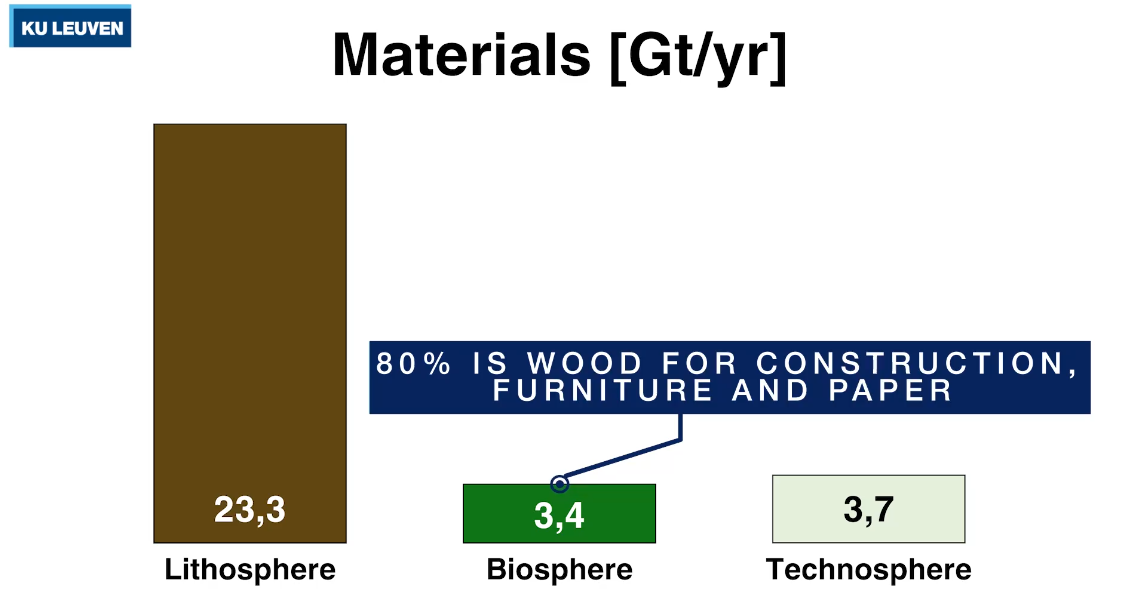 KU LEUVEN
Materials [Gt/yr]
80% IS WOOD FOR CONSTRUCTION,
FURNITURE AND PAPER
23,3
3,4
3,7
Lithosphere
Biosphere
Technosphere